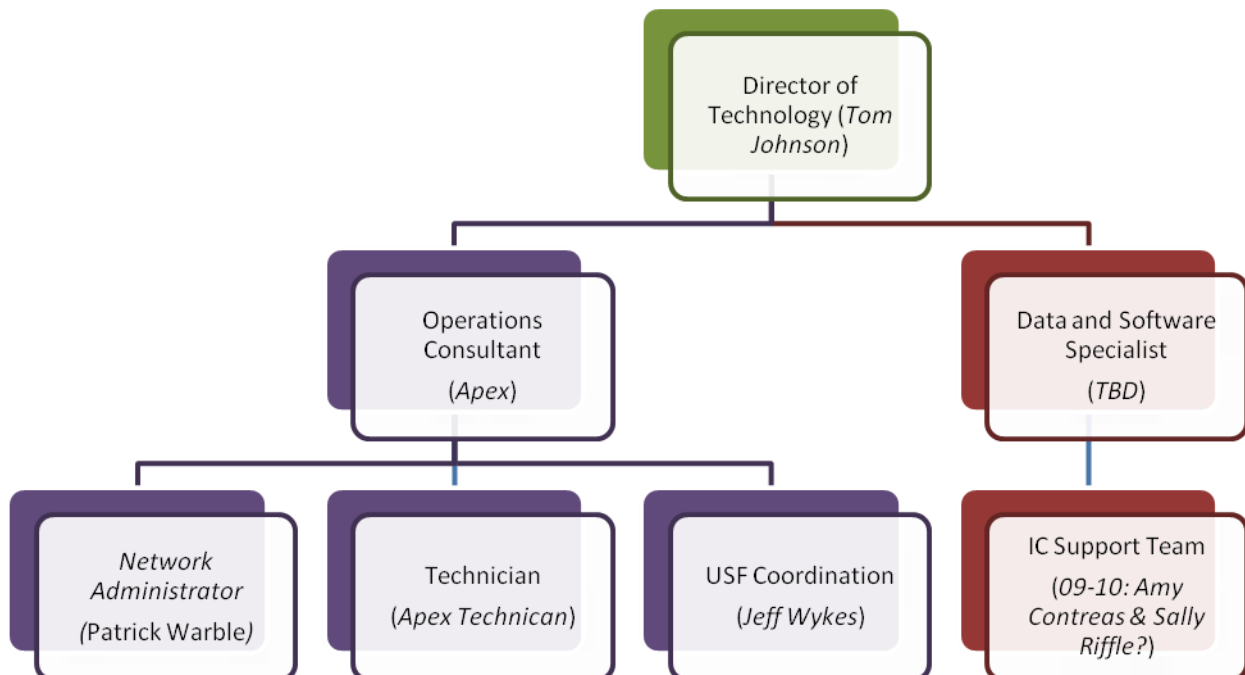 Director of
Technology (Tom
Johnson)
Operations
Consultant
(Apex)
Data and Software
Specialist
(TBD)
Network
Administrator
(Patrick Warble)
Technician
(Apex Technican)
USF Coordination
(Jeff Wykes)
IC Support Team
(09-10: Amy
Contreas & Sally
Riffle?)